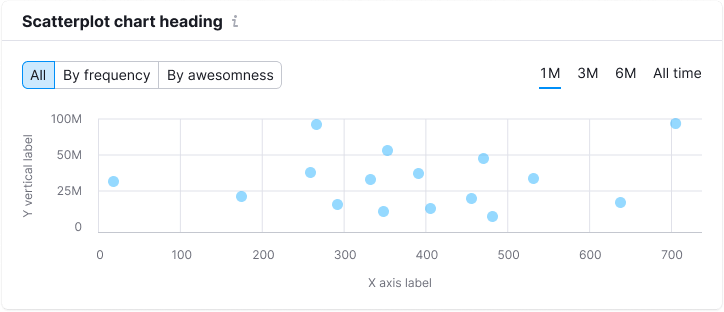 Scatterplot chart heading i
All By frequency By awesomness 1M 3M 6M All time
100M
50M
25M
0
Y vertical label
0 100 200 300 400 500 600 700
X axis label